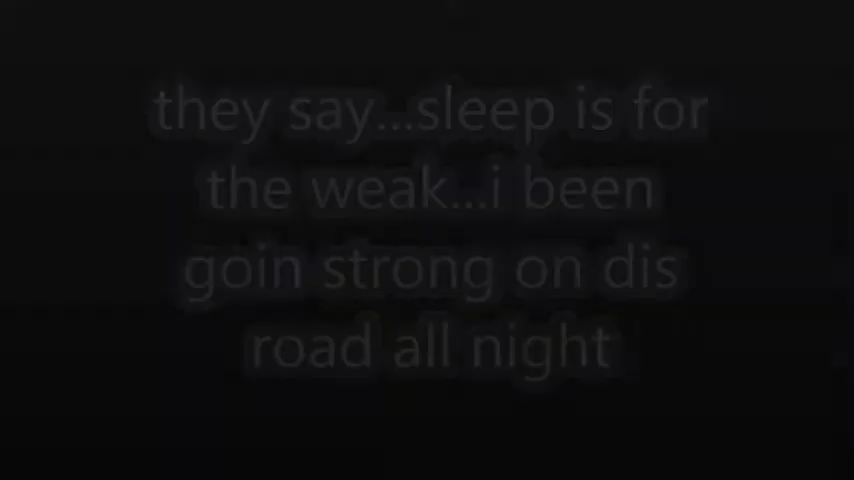 they say...sleep is for
the weak...i been
goin strong on dis
road all night